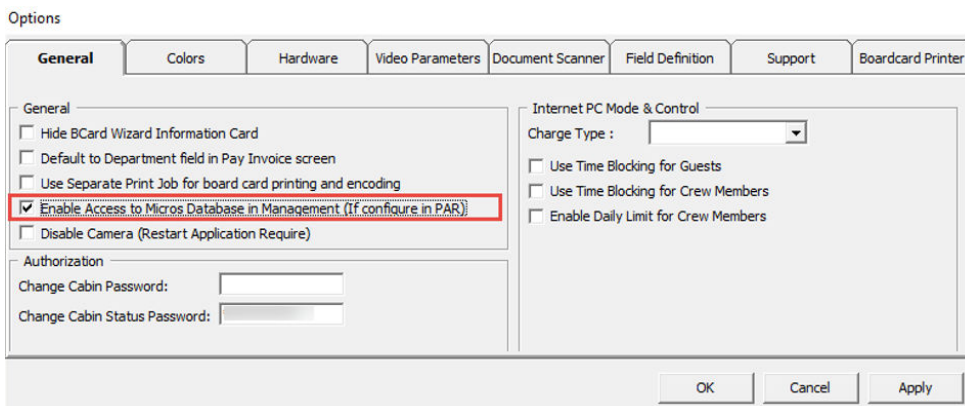 Options
General
Colors
Hardware
Video Parameters
Document Scanner
Field Definition
Support
Boardcard Printer
General
Hide BCard Wizard Information Card
Default to Department field in Pay Invoice screen
Use Separate Print Job for board card printing and encoding
Enable Access to Micros Database in Management (If configure in PAR)
Disable Camera (Restart Application Require)
Authorization
Change Cabin Password:
Change Cabin Status Password:
Internet PC Mode & Control
Charge Type :
Use Time Blocking for Guests
Use Time Blocking for Crew Members
Enable Daily Limit for Crew Members
OK
Cancel
Apply